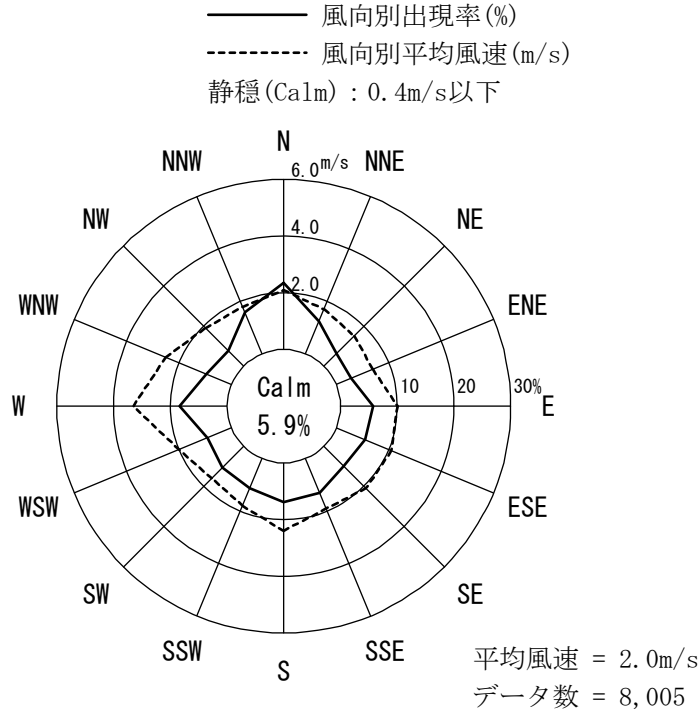 風向別出現率(%)
風向別平均風速(m/s)
静穏(Calm)：0.4m/s以下
N
NNW
NNE
6.0m/s
NW
NE
4.0
WNW
ENE
2.0
Calm
5.9%
10
20
30%
W
E
WSW
ESE
SW
SE
SSW
SSE
S
平均風速 = 2.0m/s
データ数 = 8,005